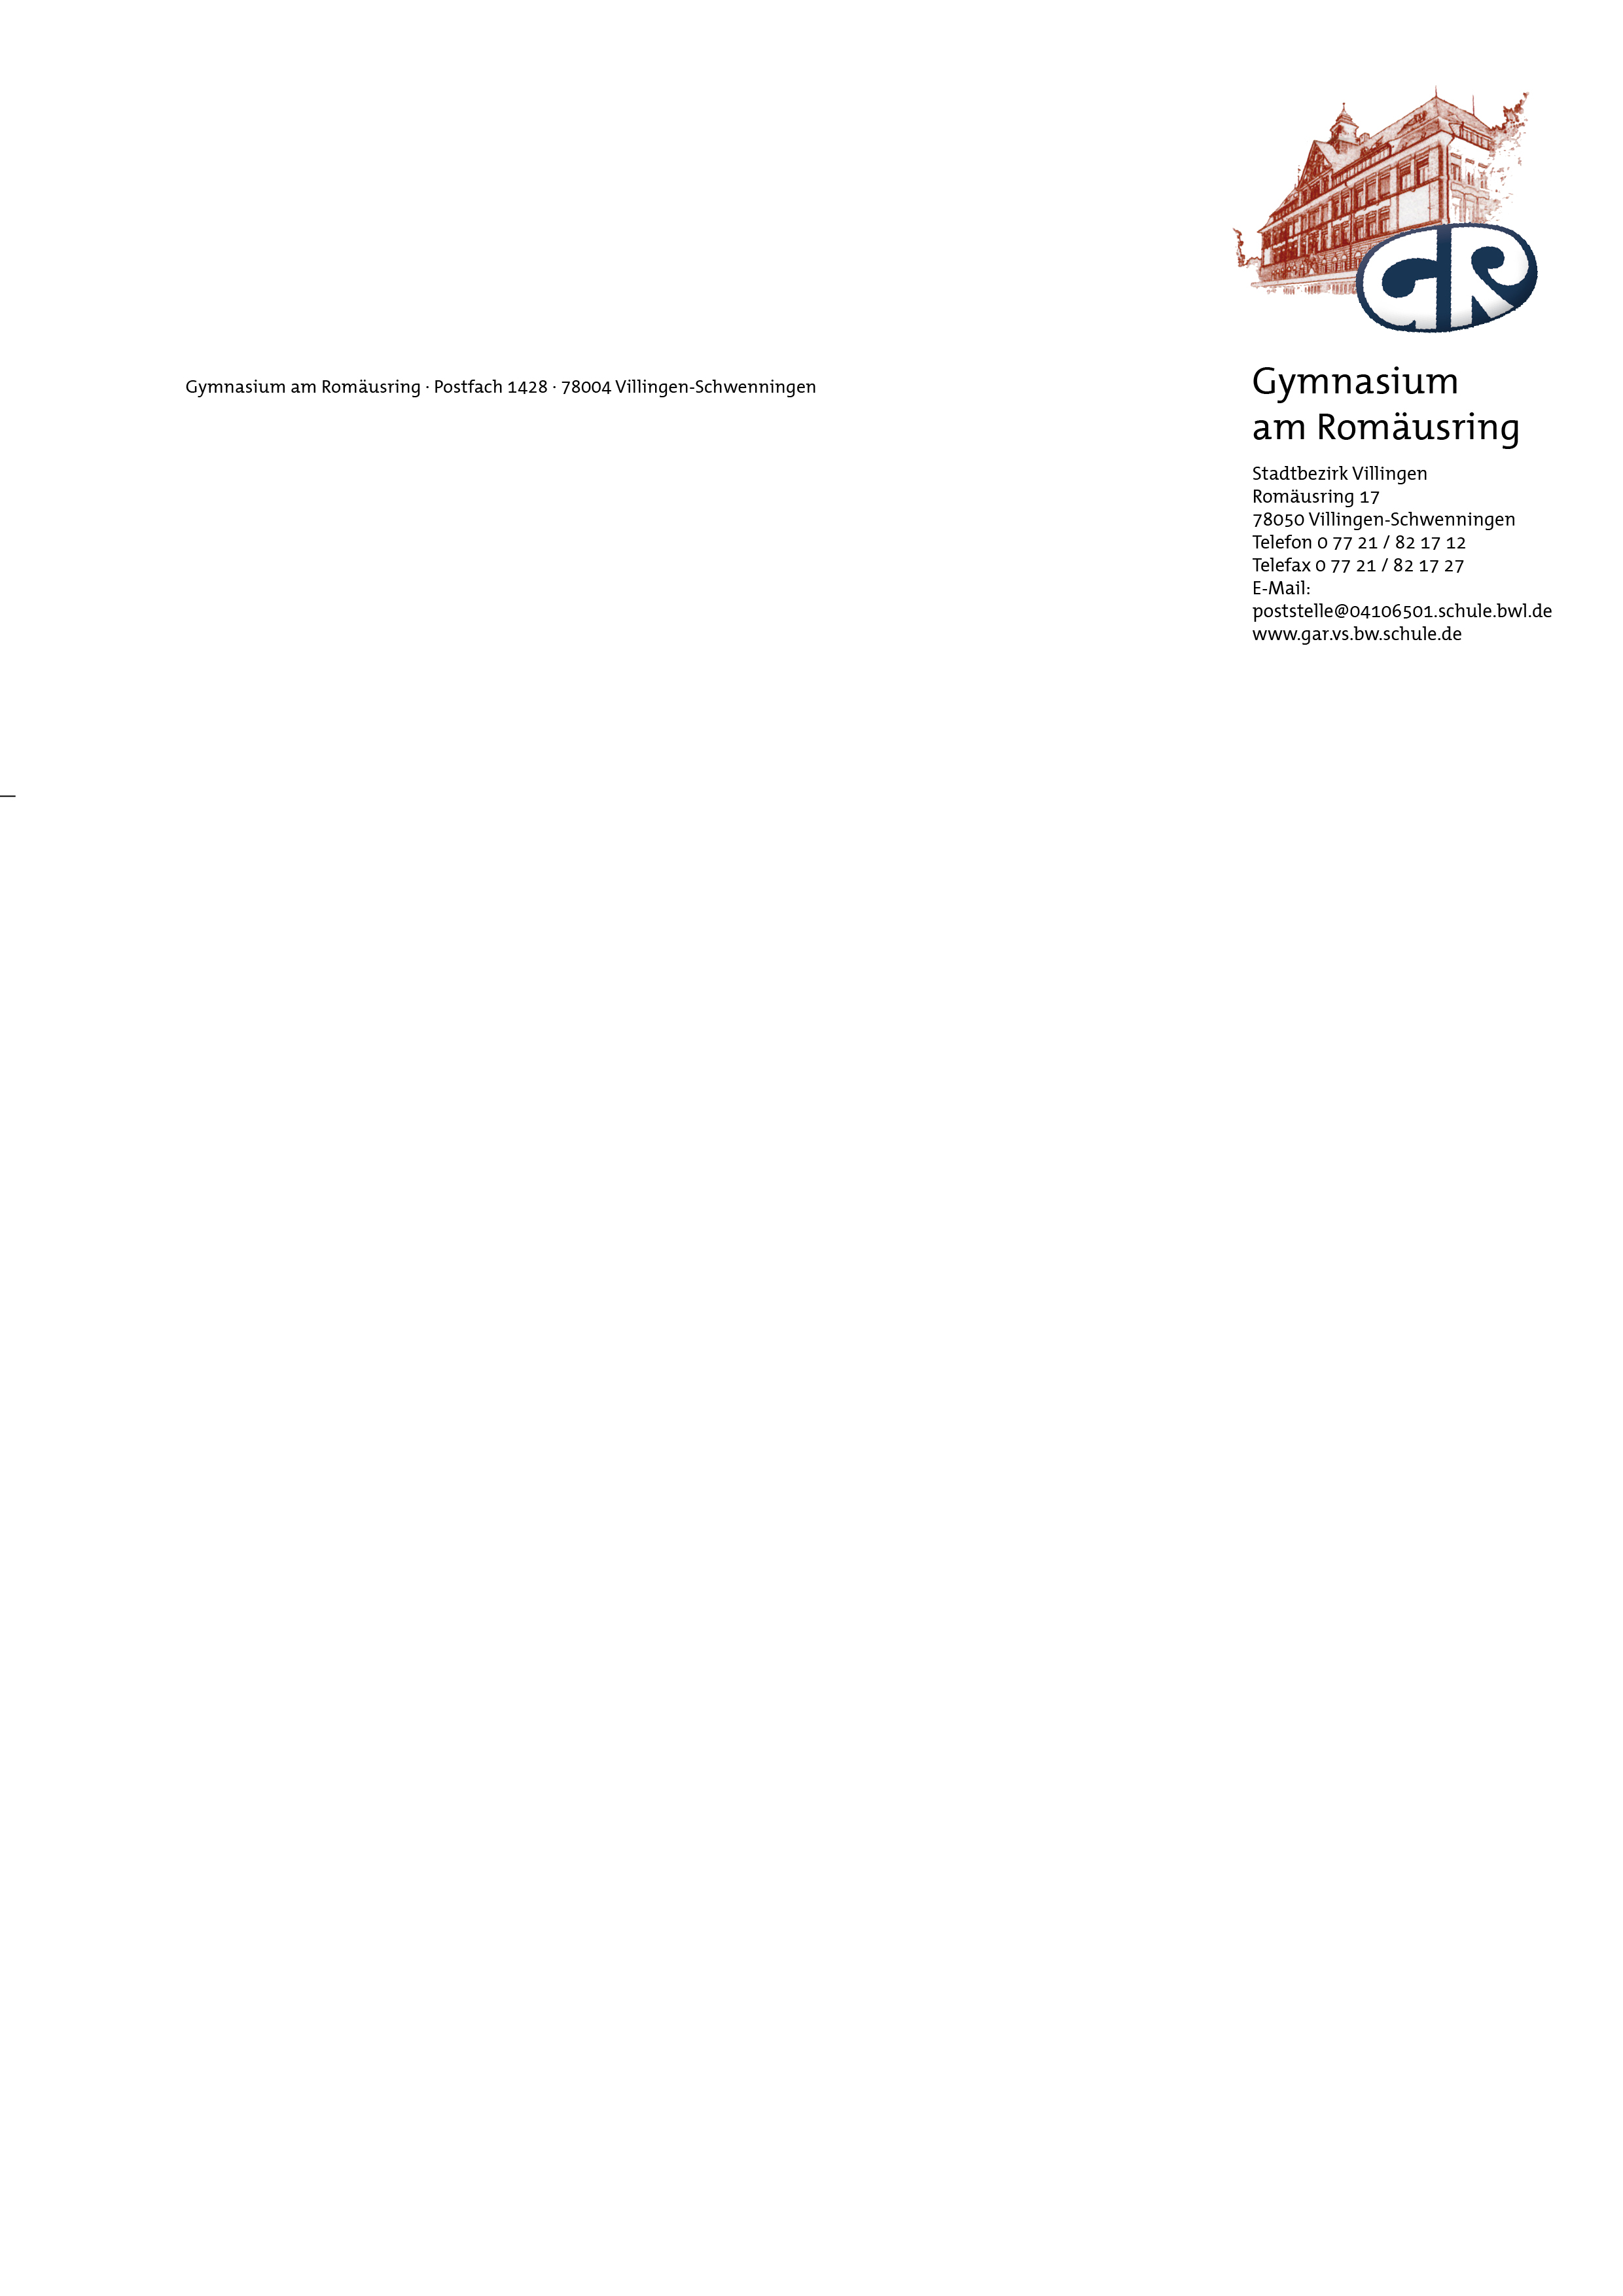 GR
Gymnasium am Romäusring · Postfach 1428 · 78004 Villingen-Schwenningen
Gymnasium
am Romäusring
Stadtbezirk Villingen
Romäusring 17
78050 Villingen-Schwenningen
Telefon 0 77 21 / 82 17 12
Telefax 0 77 21 / 82 17 27
E-Mail:
poststelle@04106501.schule.bwl.de
www.gar.vs.bw.schule.de